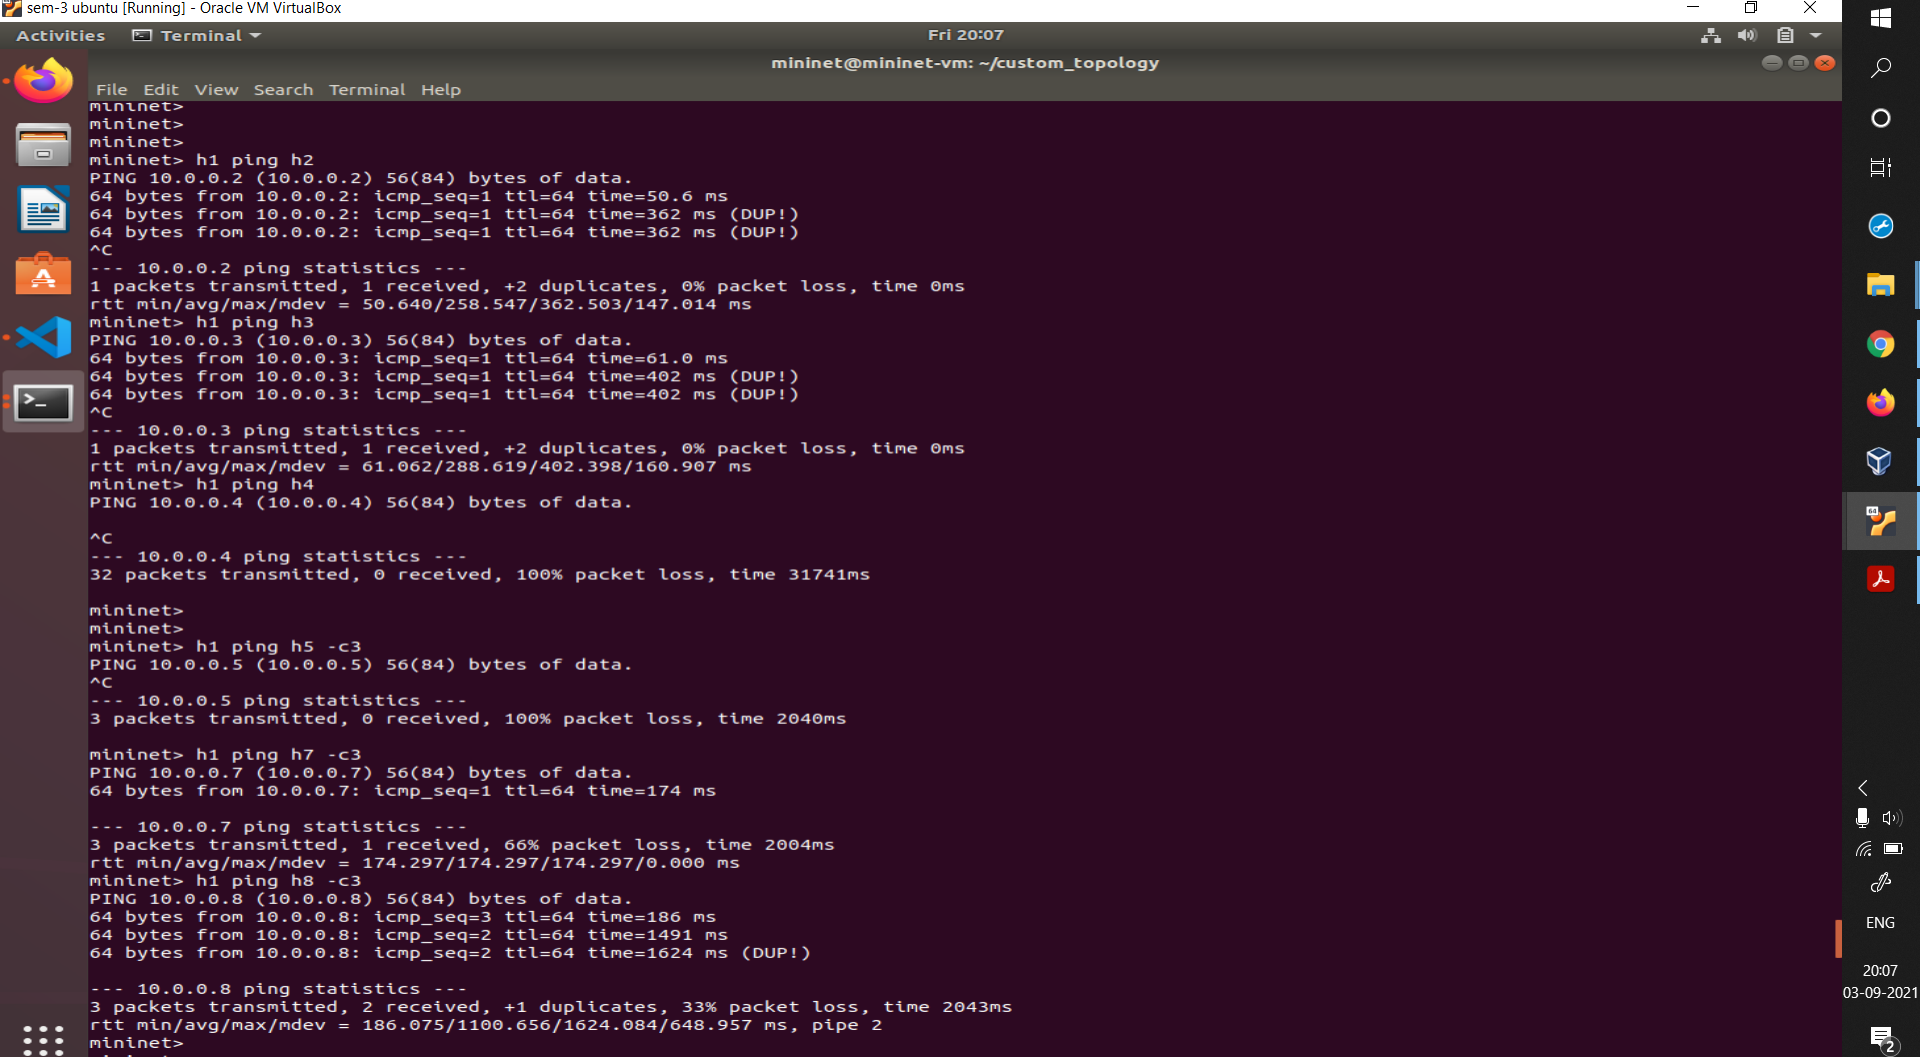 sem-3 ubuntu [Running] - Oracle VM VirtualBox
Activities Terminal Fri 20:07
mininet@mininet-vm: ~/custom_topology
File Edit View Search Terminal Help
mininet>
mininet>
mininet>
mininet> h1 ping h2
PING 10.0.0.2 (10.0.0.2) 56(84) bytes of data.
64 bytes from 10.0.0.2: icmp_seq=1 ttl=64 time=50.6 ms
64 bytes from 10.0.0.2: icmp_seq=1 ttl=64 time=362 ms (DUP!)
64 bytes from 10.0.0.2: icmp_seq=1 ttl=64 time=362 ms (DUP!)
^C
--- 10.0.0.2 ping statistics ---
1 packets transmitted, 1 received, +2 duplicates, 0% packet loss, time 0ms
rtt min/avg/max/mdev = 50.640/258.547/362.503/147.014 ms
mininet> h1 ping h3
PING 10.0.0.3 (10.0.0.3) 56(84) bytes of data.
64 bytes from 10.0.0.3: icmp_seq=1 ttl=64 time=61.0 ms
64 bytes from 10.0.0.3: icmp_seq=1 ttl=64 time=402 ms (DUP!)
64 bytes from 10.0.0.3: icmp_seq=1 ttl=64 time=402 ms (DUP!)
^C
--- 10.0.0.3 ping statistics ---
1 packets transmitted, 1 received, +2 duplicates, 0% packet loss, time 0ms
rtt min/avg/max/mdev = 61.062/288.619/402.398/160.907 ms
mininet> h1 ping h4
PING 10.0.0.4 (10.0.0.4) 56(84) bytes of data.
^C
--- 10.0.0.4 ping statistics ---
32 packets transmitted, 0 received, 100% packet loss, time 31741ms
mininet>
mininet>
mininet> h1 ping h5 -c3
PING 10.0.0.5 (10.0.0.5) 56(84) bytes of data.
^C
--- 10.0.0.5 ping statistics ---
3 packets transmitted, 0 received, 100% packet loss, time 2040ms
mininet> h1 ping h7 -c3
PING 10.0.0.7 (10.0.0.7) 56(84) bytes of data.
64 bytes from 10.0.0.7: icmp_seq=1 ttl=64 time=174 ms
--- 10.0.0.7 ping statistics ---
3 packets transmitted, 1 received, 66% packet loss, time 2004ms
rtt min/avg/max/mdev = 174.297/174.297/174.297/0.000 ms
mininet> h1 ping h8 -c3
PING 10.0.0.8 (10.0.0.8) 56(84) bytes of data.
64 bytes from 10.0.0.8: icmp_seq=3 ttl=64 time=186 ms
64 bytes from 10.0.0.8: icmp_seq=2 ttl=64 time=1491 ms
64 bytes from 10.0.0.8: icmp_seq=2 ttl=64 time=1624 ms (DUP!)
--- 10.0.0.8 ping statistics ---
3 packets transmitted, 2 received, +1 duplicates, 33% packet loss, time 2043ms
rtt min/avg/max/mdev = 186.075/1100.656/1624.084/648.957 ms, pipe 2
mininet>
64
ENG
20:07
03-09-2021
2